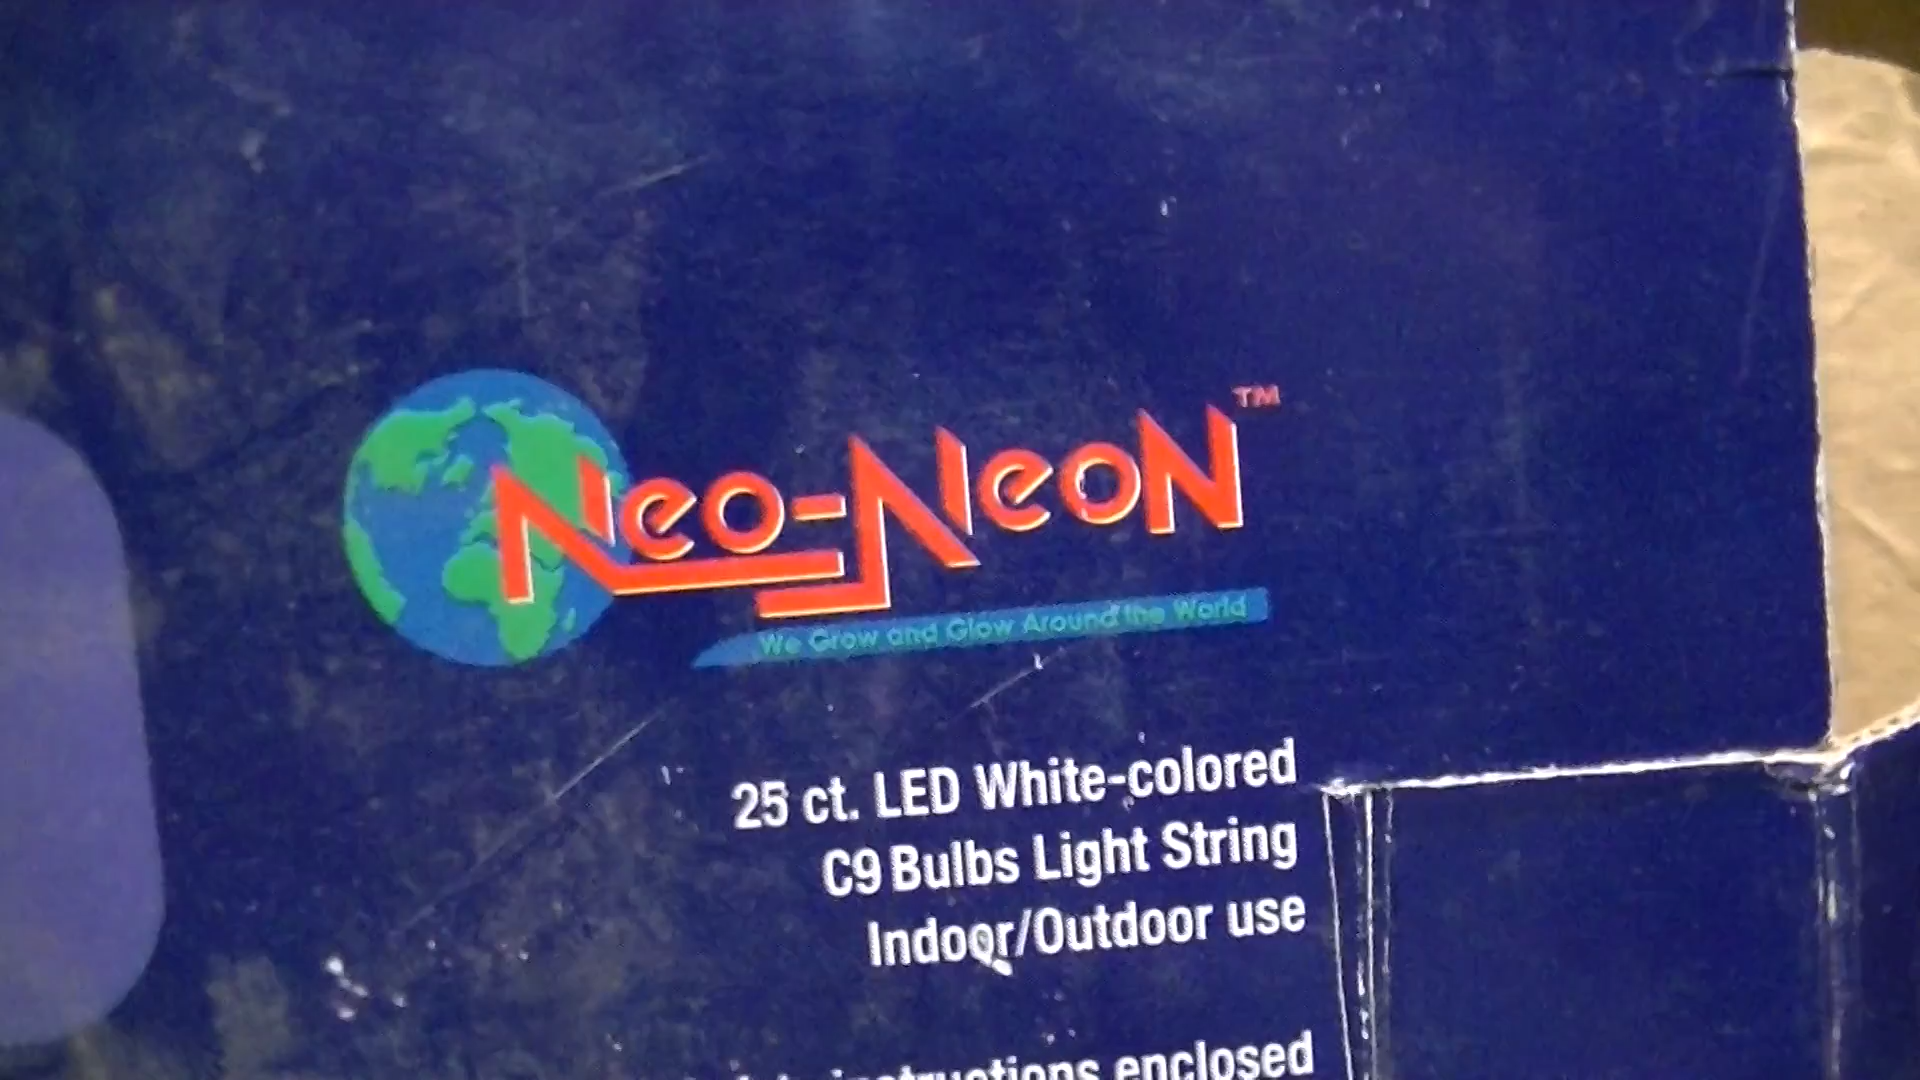 Neo-Neon™
We Grow and Glow Around the World
25 ct. LED White-colored
C9 Bulbs Light String
Indoor/Outdoor use
instructions enclosed